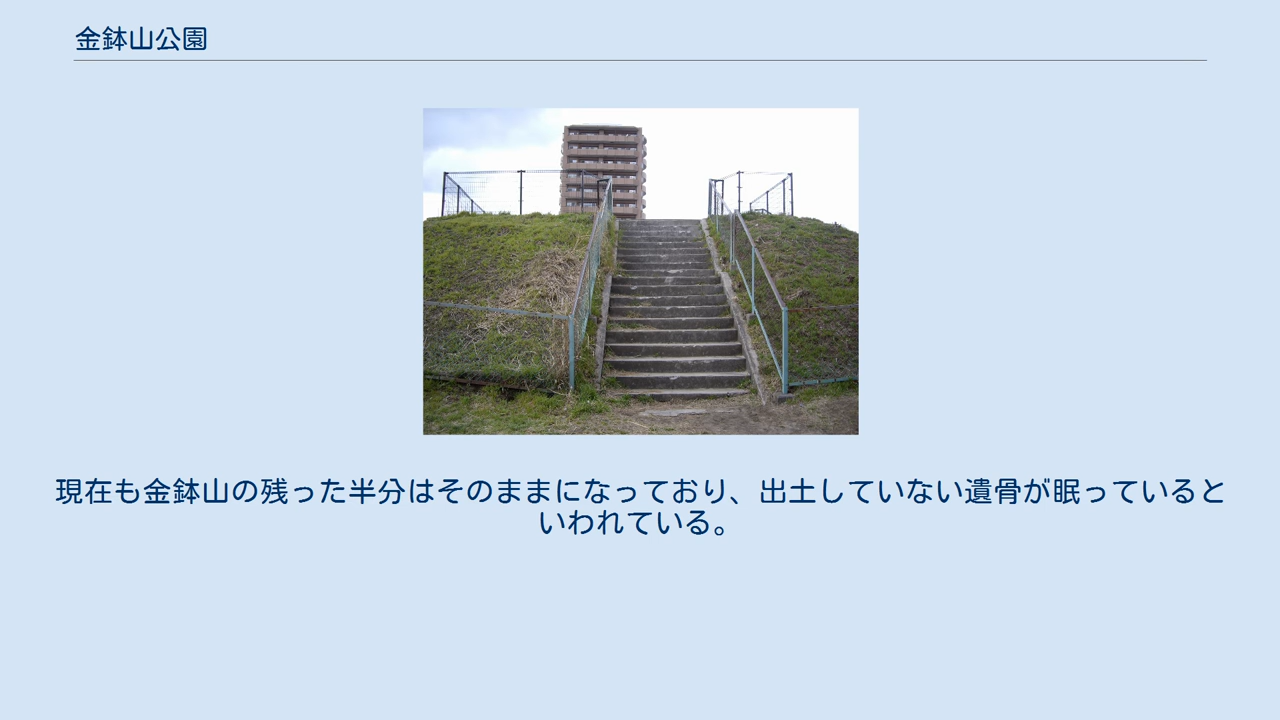 金鉢山公園
現在も金鉢山の残った半分はそのままになっており、出土していない遺骨が眠っていると
いわれている。